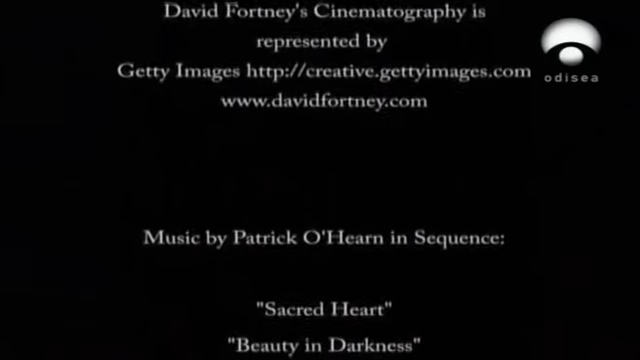 David Fortney's Cinematography is
represented by
Getty Images http://creative.gettyimages.com
www.davidfortney.com
odisea
Music by Patrick O'Hearn in Sequence:
"Sacred Heart"
"Beauty in Darkness"